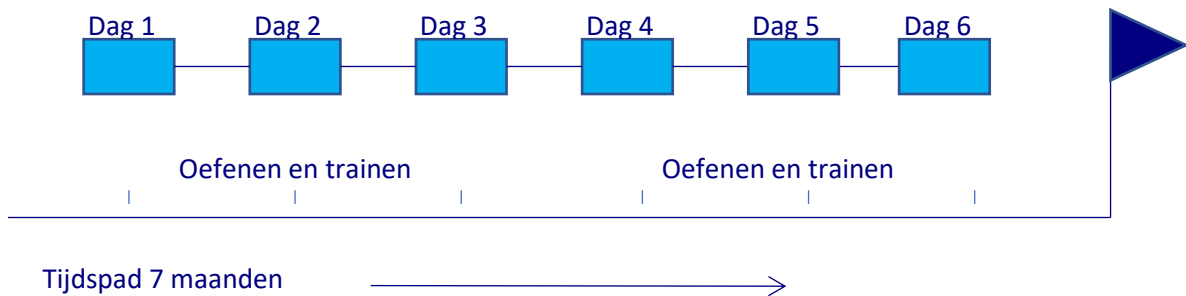 Dag 1 Dag 2 Dag 3 Dag 4 Dag 5 Dag 6
Oefenen en trainen Oefenen en trainen
Tijdspad 7 maanden